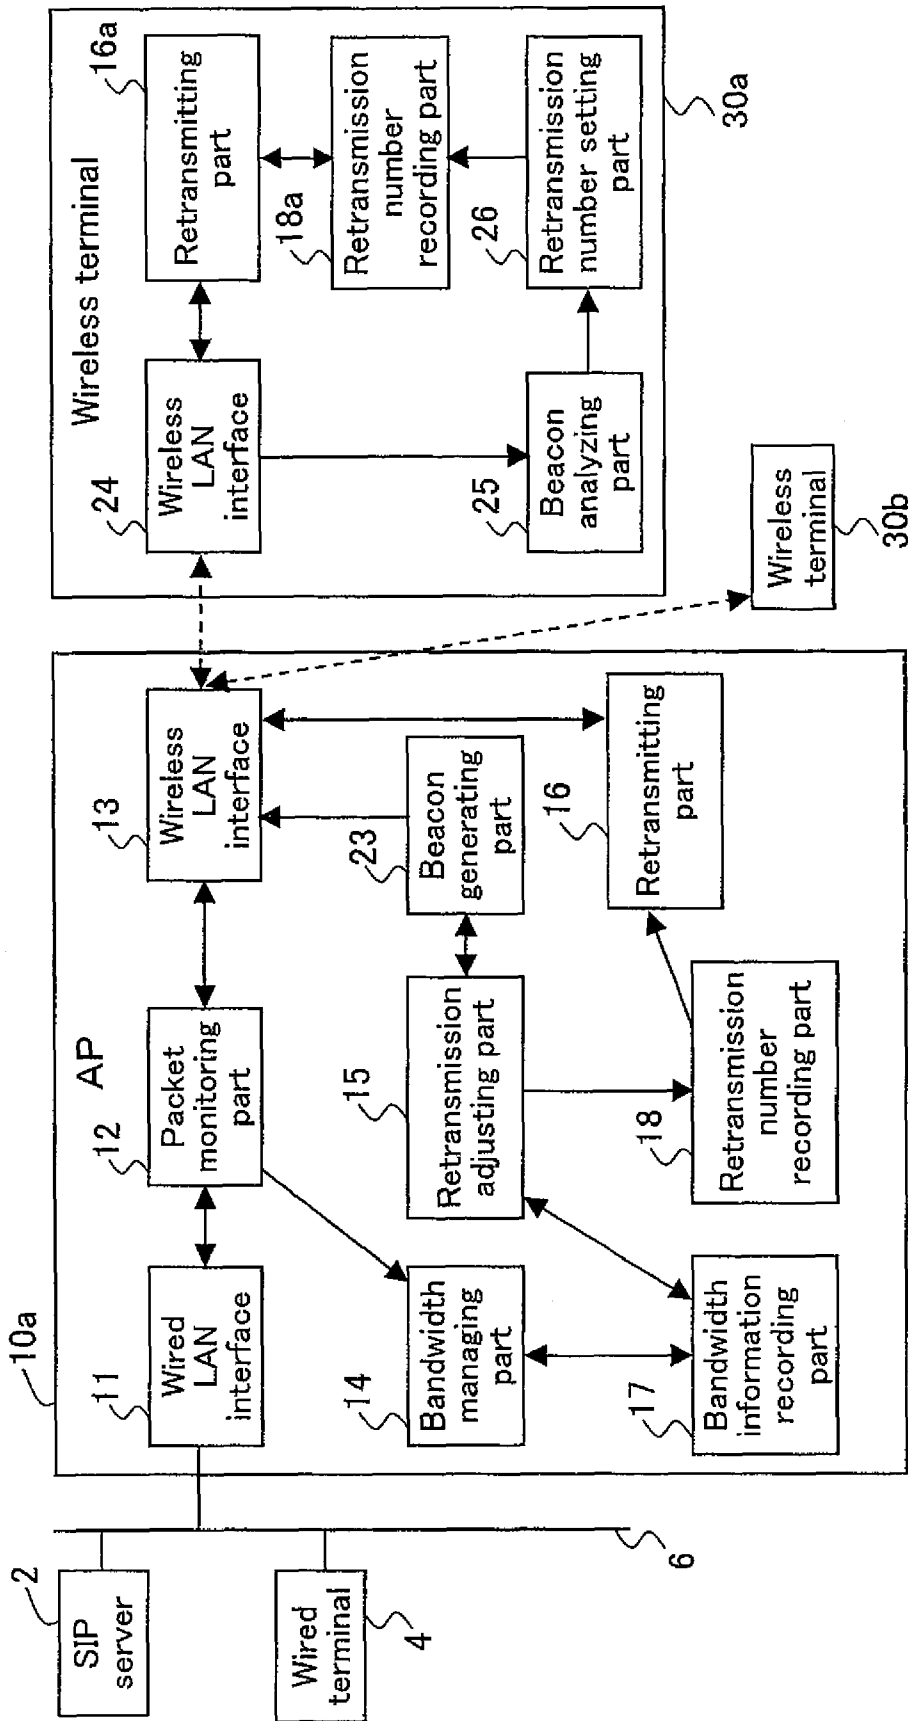 2
SIP
server
Wired
terminal
4
6
10a
AP
11
Wired
LAN
interface
12
Packet
monitoring
part
13
Wireless
LAN
interface
14
Bandwidth
managing
part
15
Retransmission
adjusting part
23
Beacon
generating
part
16
Retransmitting
part
17
Bandwidth
information
recording
part
18
Retransmission
number
recording part
Wireless terminal
24
Wireless
LAN
interface
16a
Retransmitting
part
18a
Retransmission
number
recording part
25
Beacon
analyzing
part
26
Retransmission
number setting
part
30a
Wireless
terminal
30b